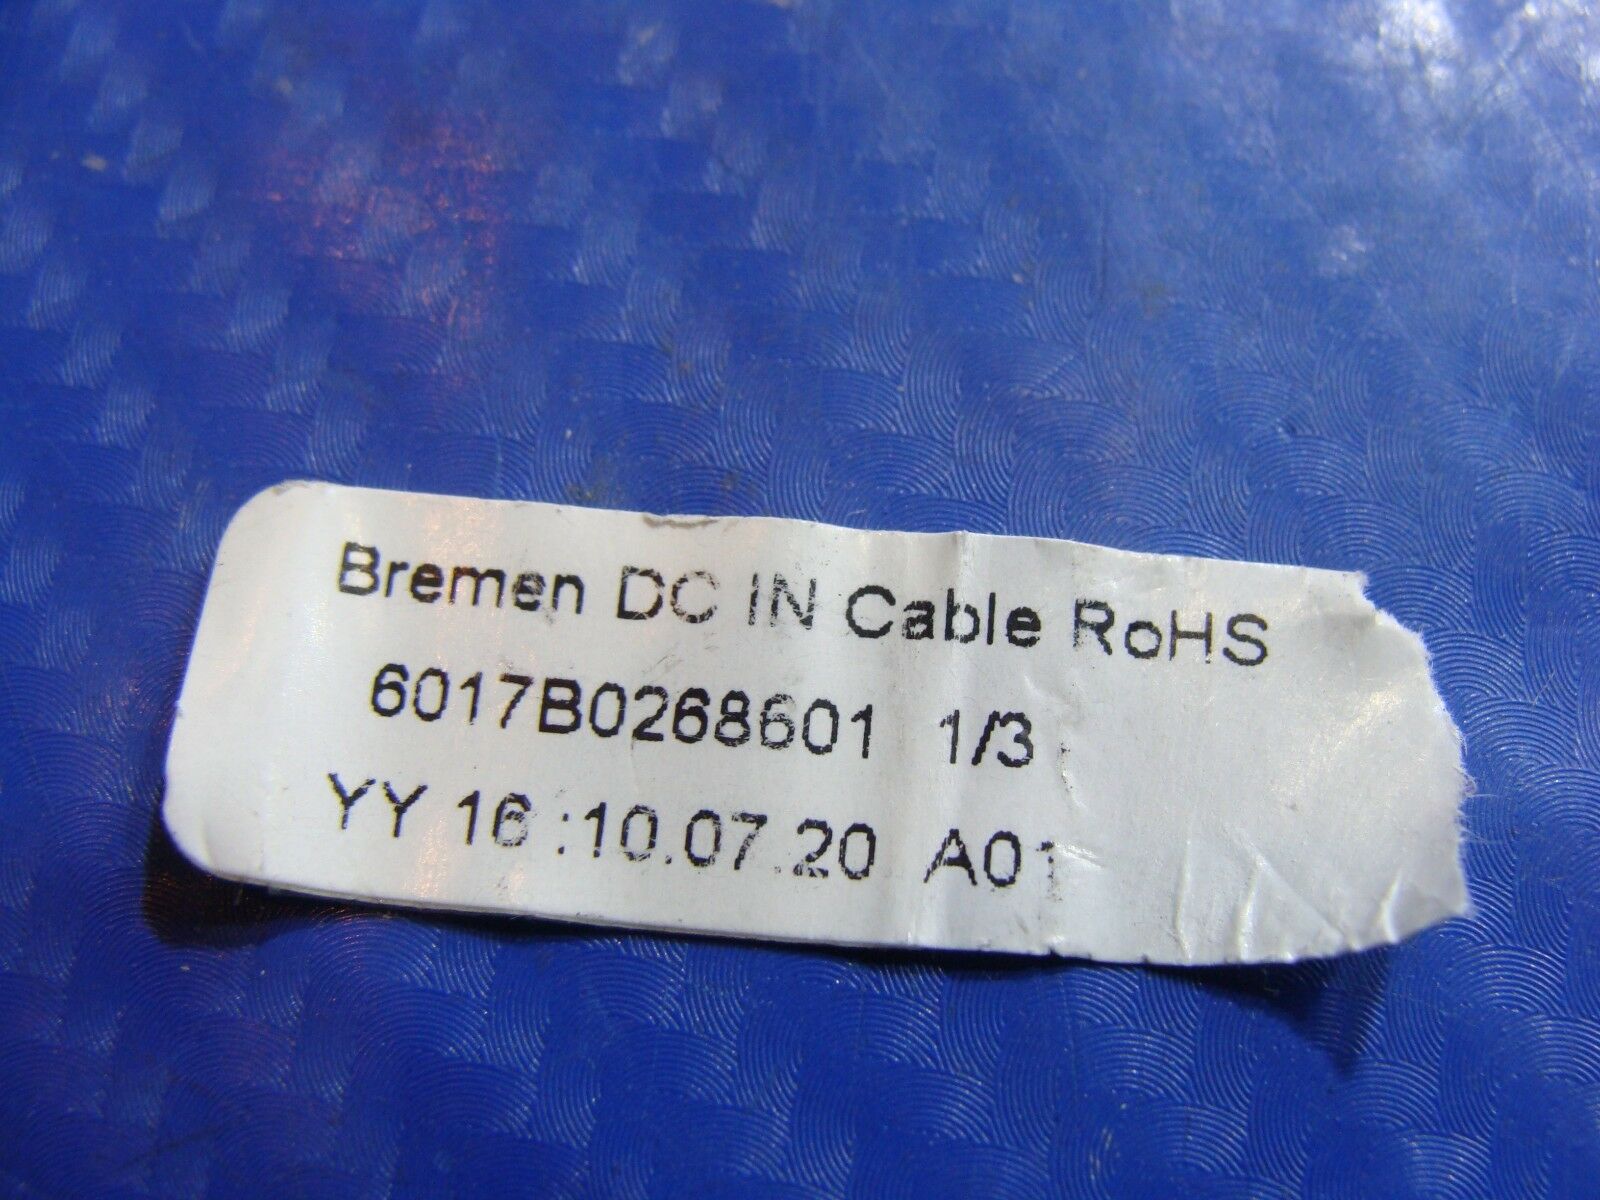 Bremen DC IN Cable RoHS
6017B0268601 1/3
YY 16 :10.07.20 A01